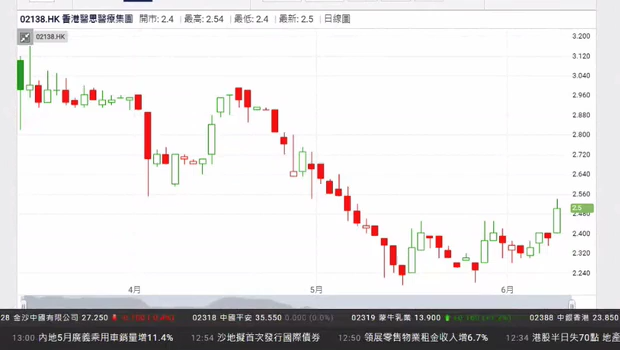 02138.HK 香港醫思醫療集團 開市: 2.4 | 最高: 2.54 | 最低: 2.4 | 最新: 2.5 | 日線圖
02138.HK
3.200
3.120
3.040
2.960
2.880
2.800
2.720
2.640
2.560
2.5
2.480
2.400
2.320
2.240
4月 5月 6月
28 金沙中國有限公司 27.250 02318 中國平安 35.550 0.000 (0.0%) 02319 蒙牛乳業 13.900 02388 中銀香港 23.850
13:00 內地5月廣義乘用車銷量增11.4% 12:54 沙地擬首次發行國際債券 12:50 領展零售物業租金收入增6.7% 12:34 港股半日失70點 地產